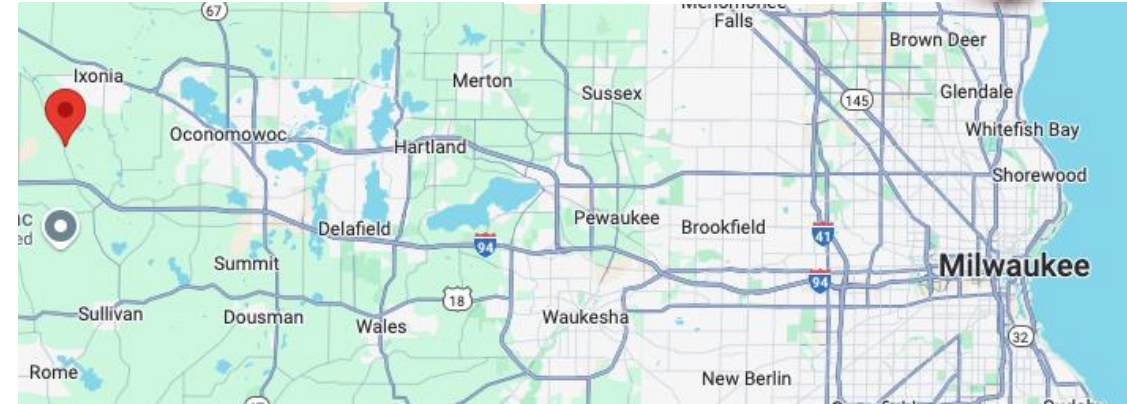 Menomonee
Falls
67
Brown Deer
Ixonia
Merton
Sussex
145
Glendale
Oconomowoc
Whitefish Bay
Hartland
Shorewood
Pewaukee
Brookfield
Delafield
94
41
Summit
Milwaukee
94
18
Sullivan
Dousman
Wales
Waukesha
32
Rome
New Berlin